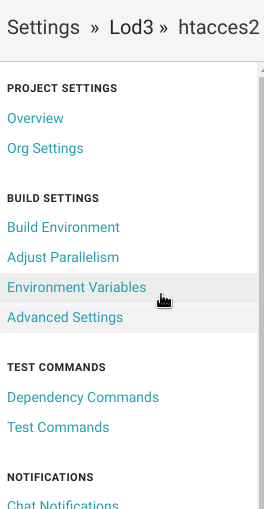 Settings » Lod3 » htacces2
PROJECT SETTINGS
Overview
Org Settings
BUILD SETTINGS
Build Environment
Adjust Parallelism
Environment Variables
Advanced Settings
TEST COMMANDS
Dependency Commands
Test Commands
NOTIFICATIONS
Chat Notifications